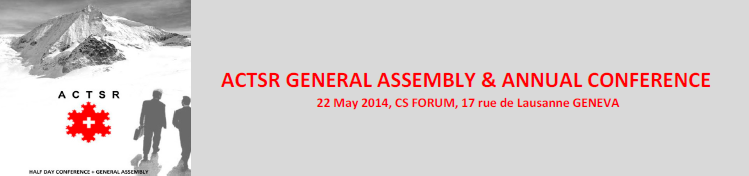 ACTSR
HALF DAY CONFERENCE + GENERAL ASSEMBLY
ACTSR GENERAL ASSEMBLY & ANNUAL CONFERENCE
22 May 2014, CS FORUM, 17 rue de Lausanne GENEVA